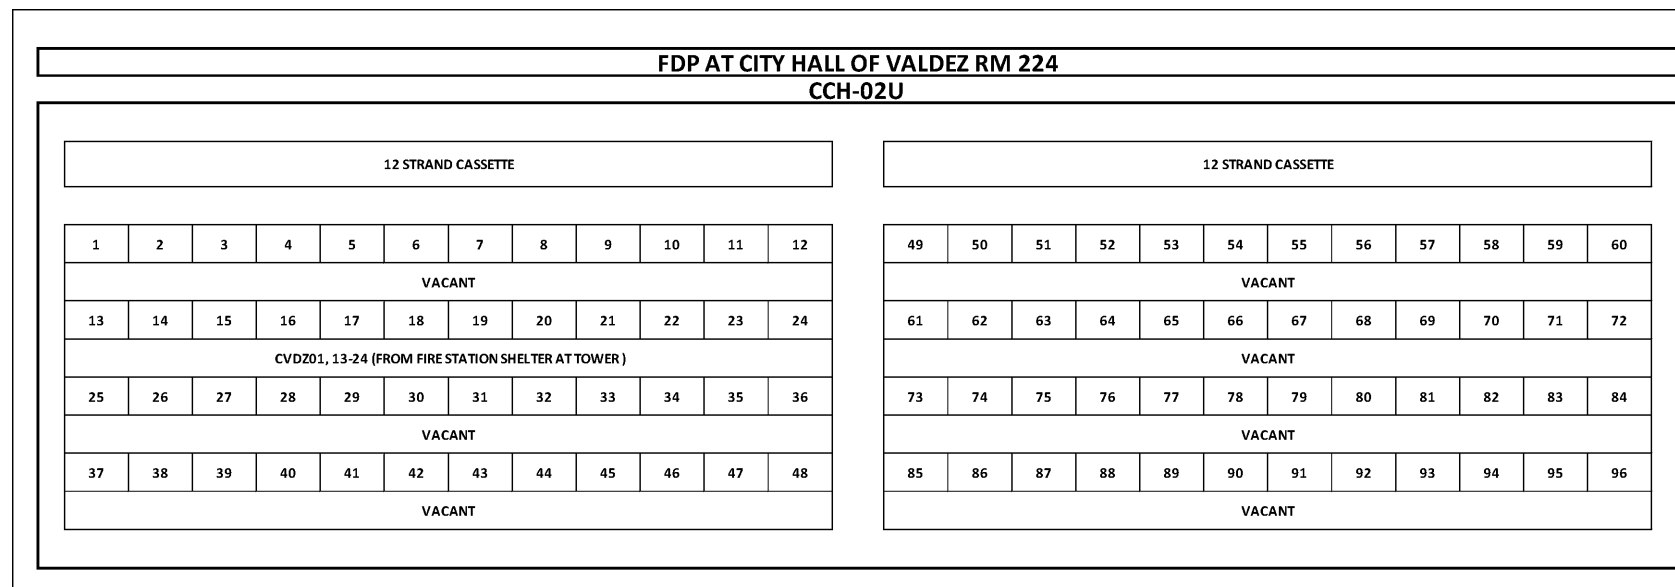 FDP AT CITY HALL OF VALDEZ RM 224
CCH-02U
12 STRAND CASSETTE
1 2 3 4 5 6 7 8 9 10 11 12
VACANT
13 14 15 16 17 18 19 20 21 22 23 24
CVDZ01, 13-24 (FROM FIRE STATION SHELTER AT TOWER )
25 26 27 28 29 30 31 32 33 34 35 36
VACANT
37 38 39 40 41 42 43 44 45 46 47 48
VACANT
12 STRAND CASSETTE
49 50 51 52 53 54 55 56 57 58 59 60
VACANT
61 62 63 64 65 66 67 68 69 70 71 72
VACANT
73 74 75 76 77 78 79 80 81 82 83 84
VACANT
85 86 87 88 89 90 91 92 93 94 95 96
VACANT